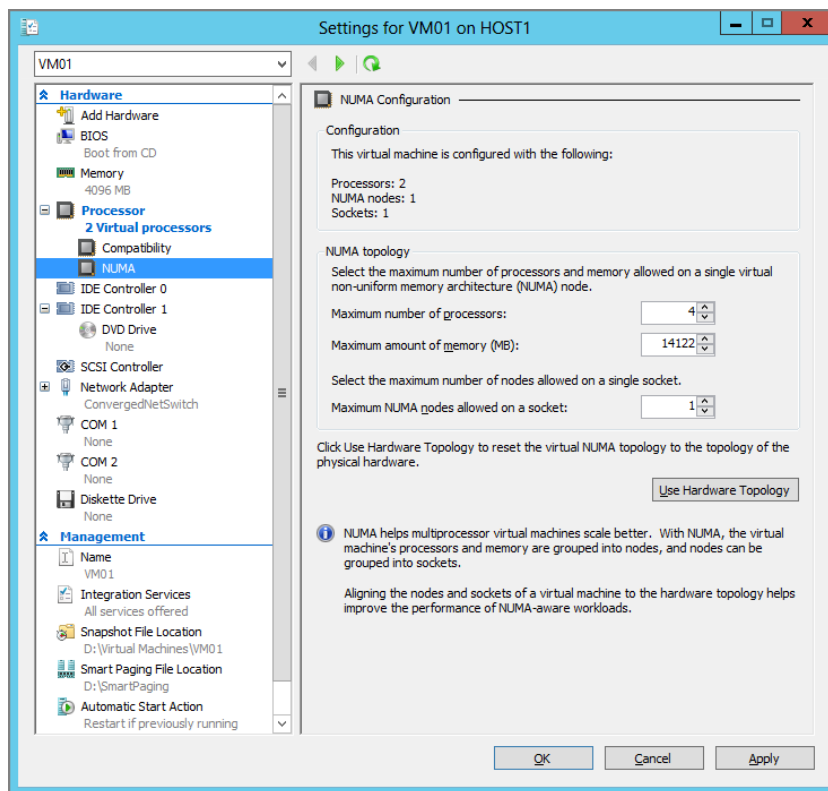 Settings for VM01 on HOST1
VM01
Hardware
Add Hardware
BIOS
Boot from CD
Memory
4096 MB
Processor
2 Virtual processors
Compatibility
NUMA
IDE Controller 0
IDE Controller 1
DVD Drive
None
SCSI Controller
Network Adapter
ConvergedNetSwitch
COM 1
None
COM 2
None
Diskette Drive
None
Management
Name
VM01
Integration Services
All services offered
Snapshot File Location
D:\Virtual Machines\VM01
Smart Paging File Location
D:\SmartPaging
Automatic Start Action
Restart if previously running
NUMA Configuration
Configuration
This virtual machine is configured with the following:
Processors: 2
NUMA nodes: 1
Sockets: 1
NUMA topology
Select the maximum number of processors and memory allowed on a single virtual
non-uniform memory architecture (NUMA) node.
Maximum number of processors: 4
Maximum amount of memory (MB): 14122
Select the maximum number of nodes allowed on a single socket.
Maximum NUMA nodes allowed on a socket: 1
Click Use Hardware Topology to reset the virtual NUMA topology to the topology of the
physical hardware.
Use Hardware Topology
NUMA helps multiprocessor virtual machines scale better. With NUMA, the virtual
machine's processors and memory are grouped into nodes, and nodes can be
grouped into sockets.
Aligning the nodes and sockets of a virtual machine to the hardware topology helps
improve the performance of NUMA-aware workloads.
OK
Cancel
Apply